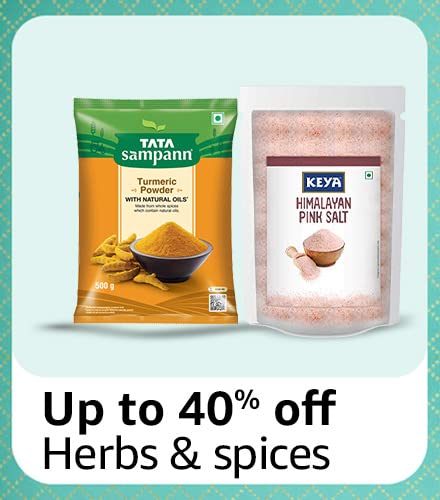 TATA
sampann
Turmeric
Powder
WITH NATURAL OILS*
Made from whole spices
which contain natural oils.
500 g
KEYA
HIMALAYAN
PINK SALT
Up to 40% off
Herbs & spices